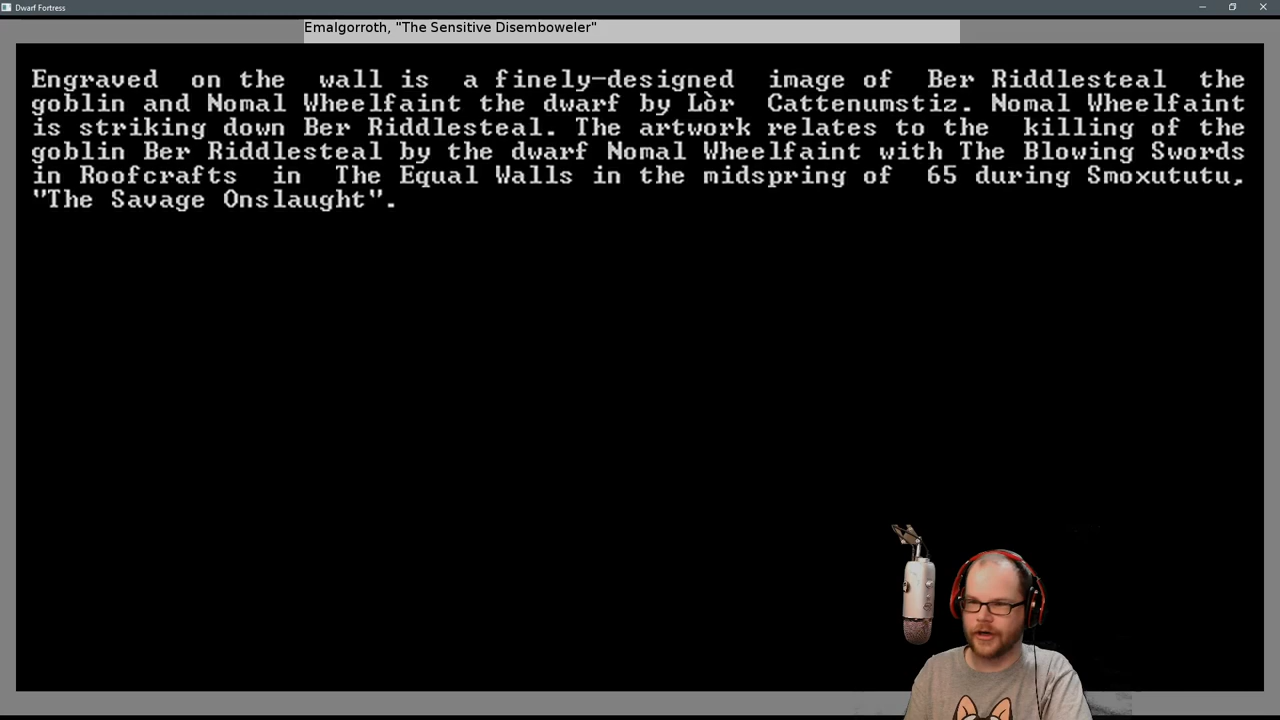 Dwarf Fortress
Emalgorroth, "The Sensitive Disemboweler"
Engraved on the wall is a finely-designed image of Ber Riddlesteal the
goblin and Nomal Wheelfaint the dwarf by Lòr Cattenumstiz. Nomal Wheelfaint
is striking down Ber Riddlesteal. The artwork relates to the killing of the
goblin Ber Riddlesteal by the dwarf Nomal Wheelfaint with The Blowing Swords
in Roofcrafts in The Equal Walls in the midspring of 65 during Smoxututu,
"The Savage Onslaught".